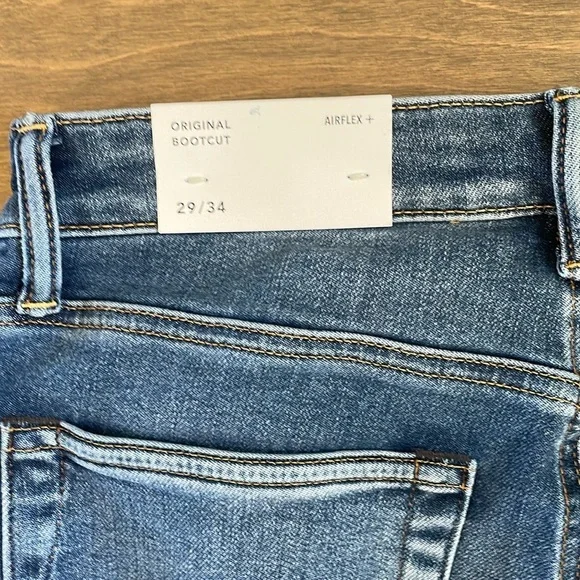 ORIGINAL
BOOTCUT
AIRFLEX +
29/34